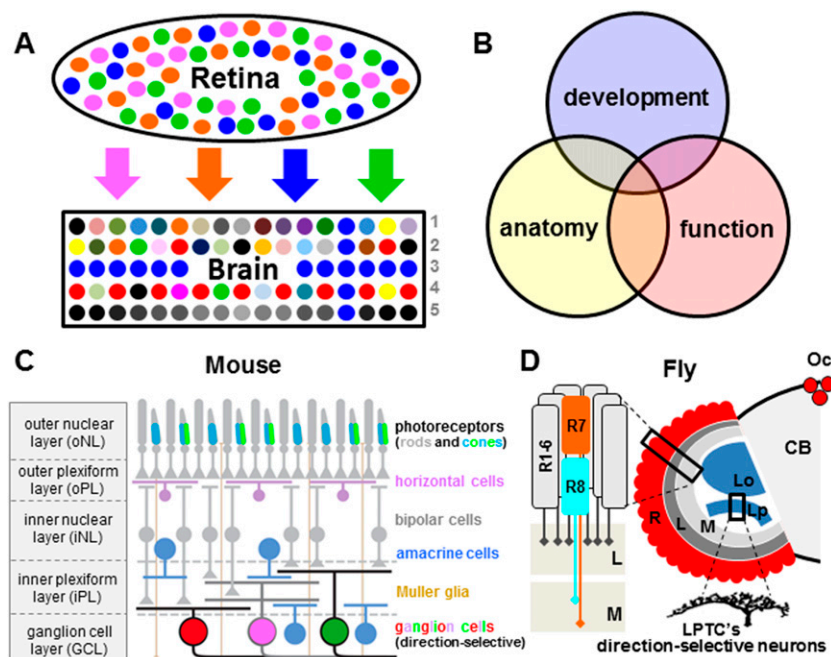 A
Retina
Brain
1
2
3
4
5
B
development
anatomy
function
C
Mouse
outer nuclear
layer (oNL)
outer plexiform
layer (oPL)
inner nuclear
layer (iNL)
inner plexiform
layer (iPL)
ganglion cell
layer (GCL)
photoreceptors
(rods and cones)
horizontal cells
bipolar cells
amacrine cells
Muller glia
ganglion cells
(direction-selective)
D
Fly
Oc
R1-6
R7
R8
L
M
R
L
M
Lo
Lp
CB
LPTC's
direction-selective neurons